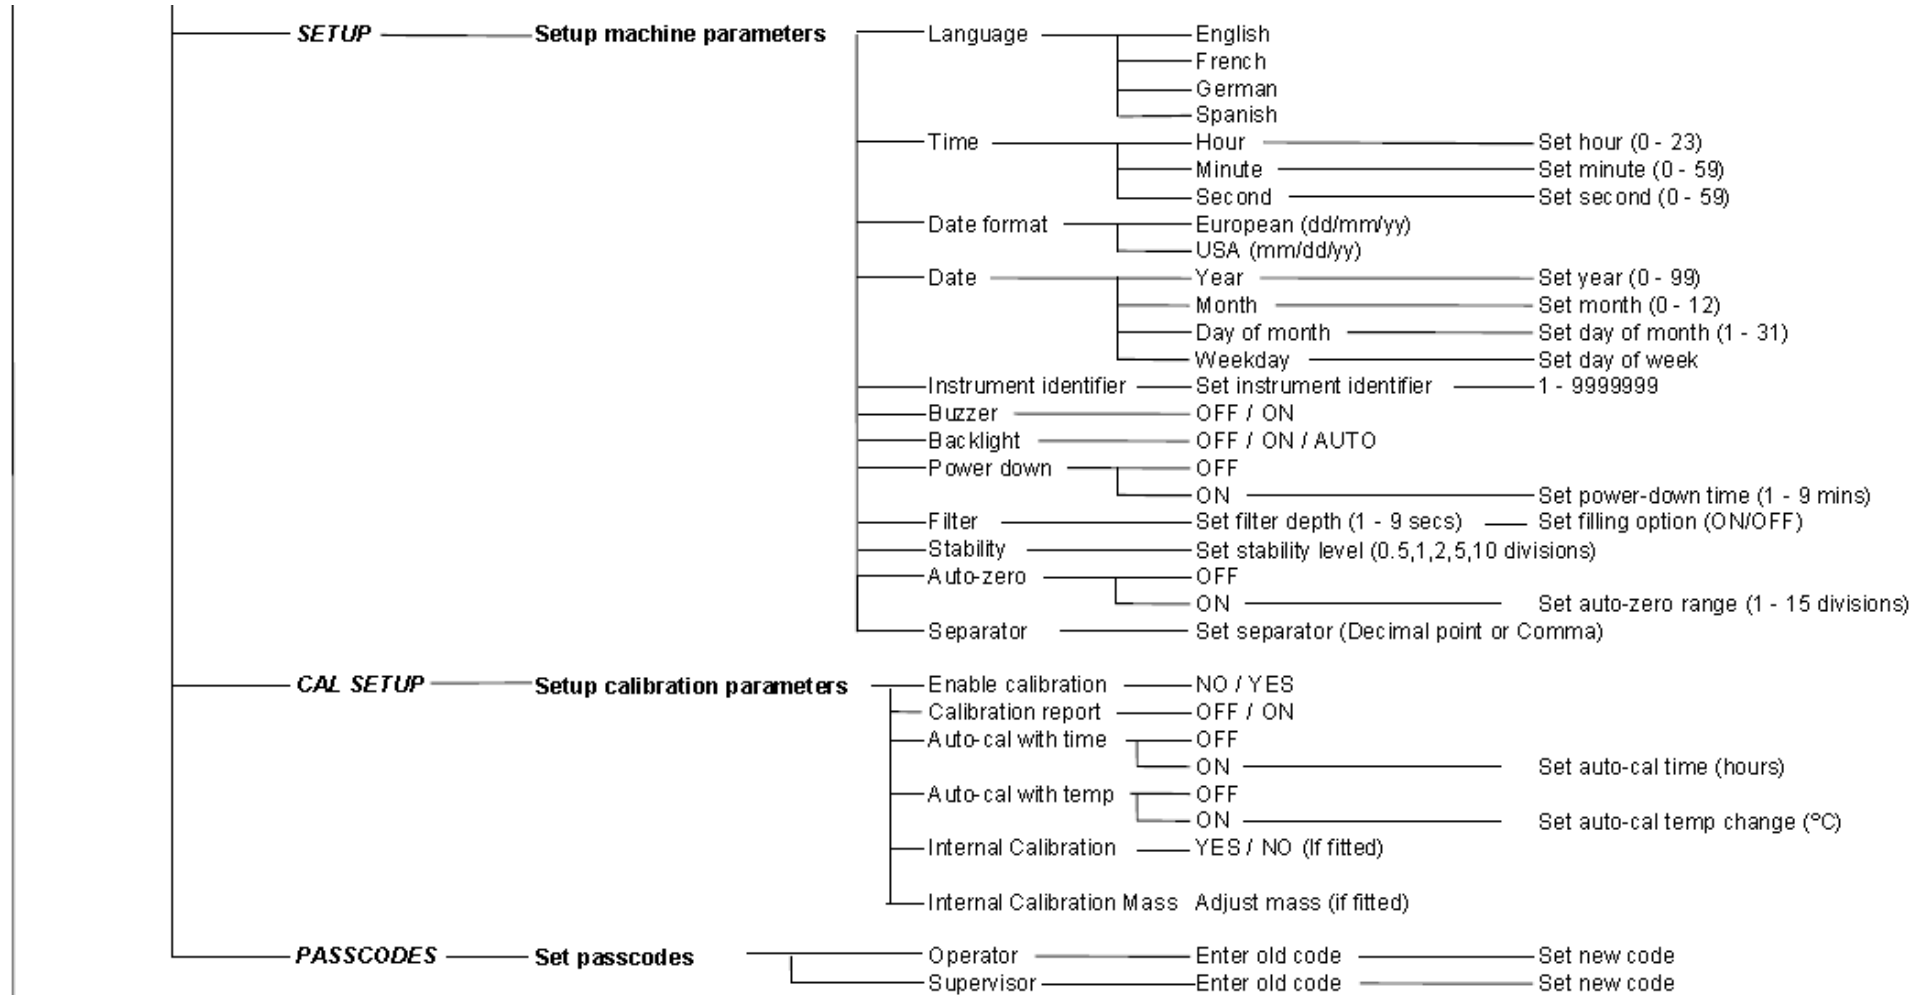 SETUP Setup machine parameters Language English
French
German
Spanish
Time Hour Set hour (0 - 23)
Minute Set minute (0 - 59)
Second Set second (0 - 59)
Date format European (dd/mm/yy)
USA (mm/dd/yy)
Date Year Set year (0 - 99)
Month Set month (0 - 12)
Day of month Set day of month (1 - 31)
Weekday Set day of week
Instrument identifier Set instrument identifier 1 - 9999999
Buzzer OFF / ON
Backlight OFF / ON / AUTO
Power down OFF
ON Set power-down time (1 - 9 mins)
Filter Set filter depth (1 - 9 secs) Set filling option (ON/OFF)
Stability Set stability level (0.5,1,2,5,10 divisions)
Auto-zero OFF
ON Set auto-zero range (1 - 15 divisions)
Separator Set separator (Decimal point or Comma)
CAL SETUP Setup calibration parameters Enable calibration NO / YES
Calibration report OFF / ON
Auto-cal with time OFF
ON Set auto-cal time (hours)
Auto-cal with temp OFF
ON Set auto-cal temp change (°C)
Internal Calibration YES / NO (If fitted)
Internal Calibration Mass Adjust mass (if fitted)
PASSCODES Set passcodes Operator Enter old code Set new code
Supervisor Enter old code Set new code